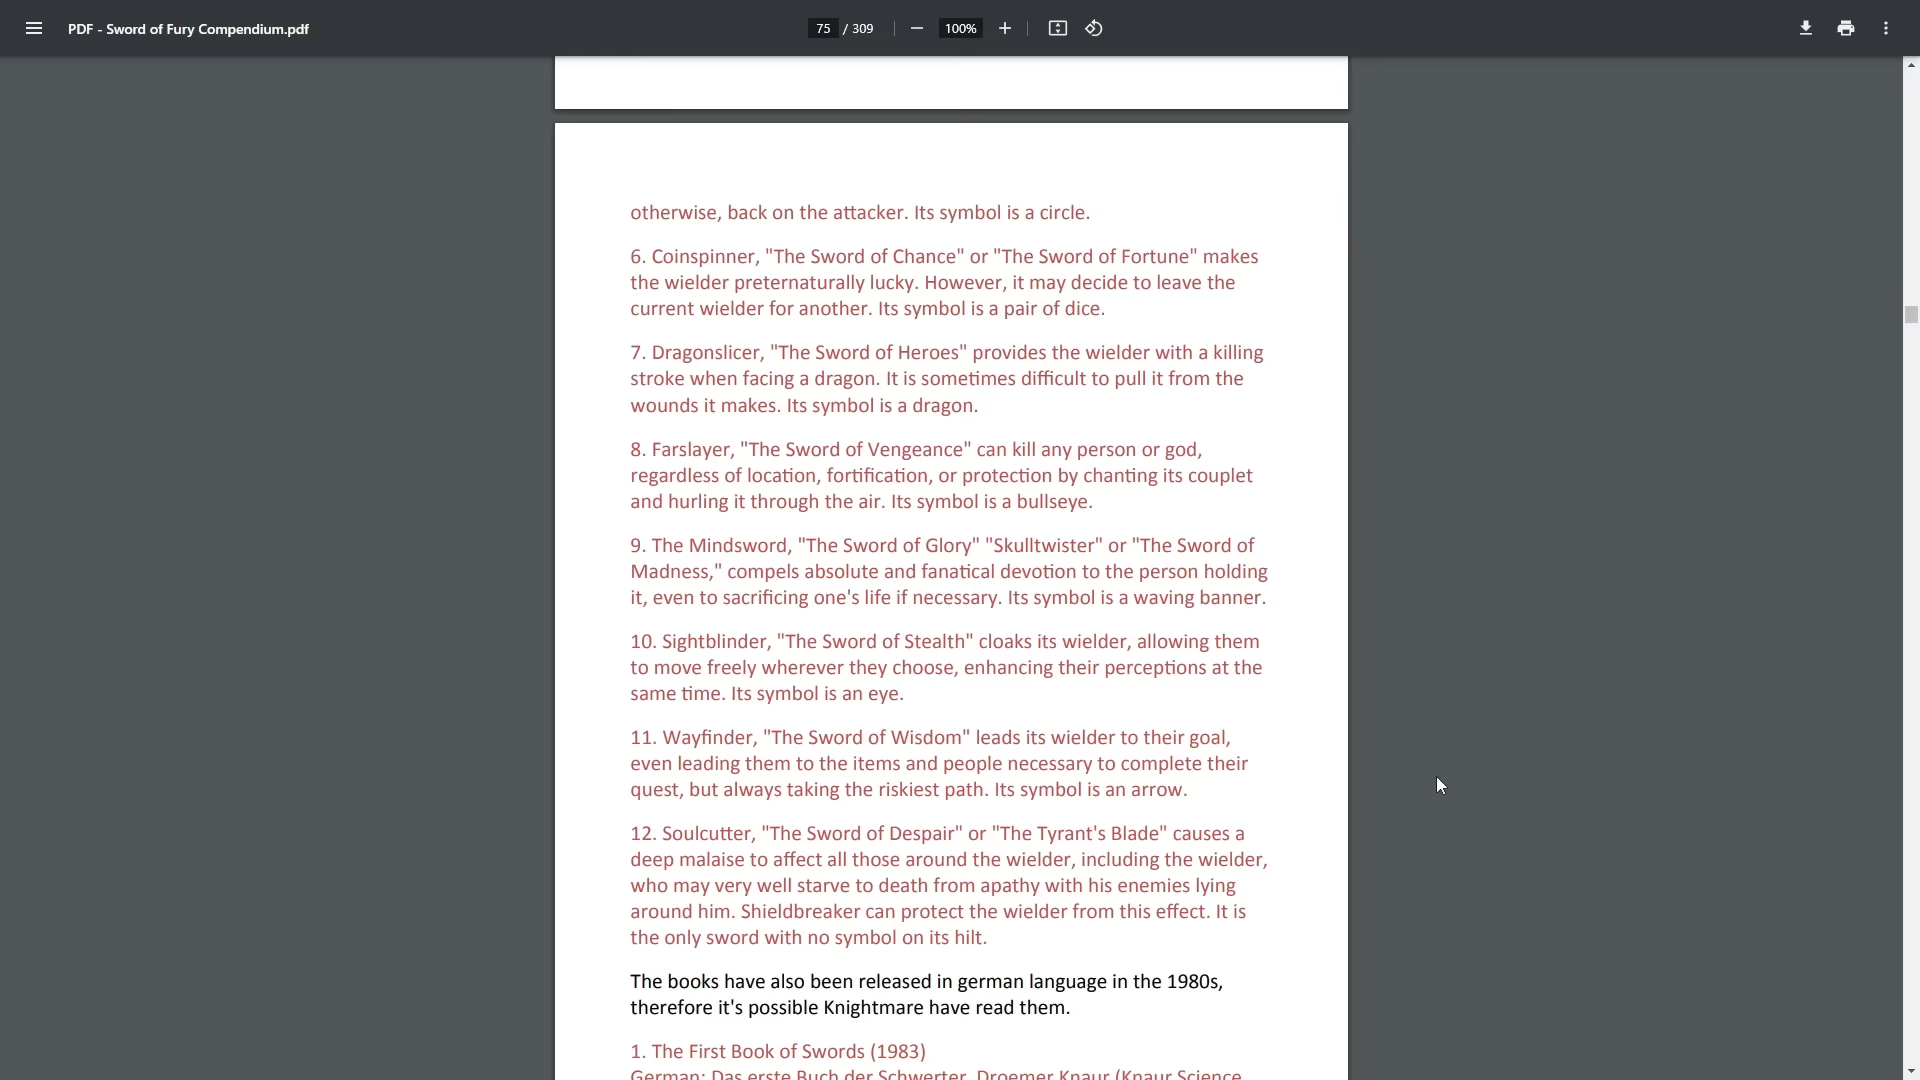 PDF - Sword of Fury Compendium.pdf
75 / 309
100%
otherwise, back on the attacker. Its symbol is a circle.
6. Coinspinner, "The Sword of Chance" or "The Sword of Fortune" makes
the wielder preternaturally lucky. However, it may decide to leave the
current wielder for another. Its symbol is a pair of dice.
7. Dragonslicer, "The Sword of Heroes" provides the wielder with a killing
stroke when facing a dragon. It is sometimes difficult to pull it from the
wounds it makes. Its symbol is a dragon.
8. Farslayer, "The Sword of Vengeance" can kill any person or god,
regardless of location, fortification, or protection by chanting its couplet
and hurling it through the air. Its symbol is a bullseye.
9. The Mindsword, "The Sword of Glory" "Skulltwister" or "The Sword of
Madness," compels absolute and fanatical devotion to the person holding
it, even to sacrificing one's life if necessary. Its symbol is a waving banner.
10. Sightblinder, "The Sword of Stealth" cloaks its wielder, allowing them
to move freely wherever they choose, enhancing their perceptions at the
same time. Its symbol is an eye.
11. Wayfinder, "The Sword of Wisdom" leads its wielder to their goal,
even leading them to the items and people necessary to complete their
quest, but always taking the riskiest path. Its symbol is an arrow.
12. Soulcutter, "The Sword of Despair" or "The Tyrant's Blade" causes a
deep malaise to affect all those around the wielder, including the wielder,
who may very well starve to death from apathy with his enemies lying
around him. Shieldbreaker can protect the wielder from this effect. It is
the only sword with no symbol on its hilt.
The books have also been released in german language in the 1980s,
therefore it's possible Knightmare have read them.
1. The First Book of Swords (1983)
German: Das erste Buch der Schwerter, Droemer Knaur (Knaur Science